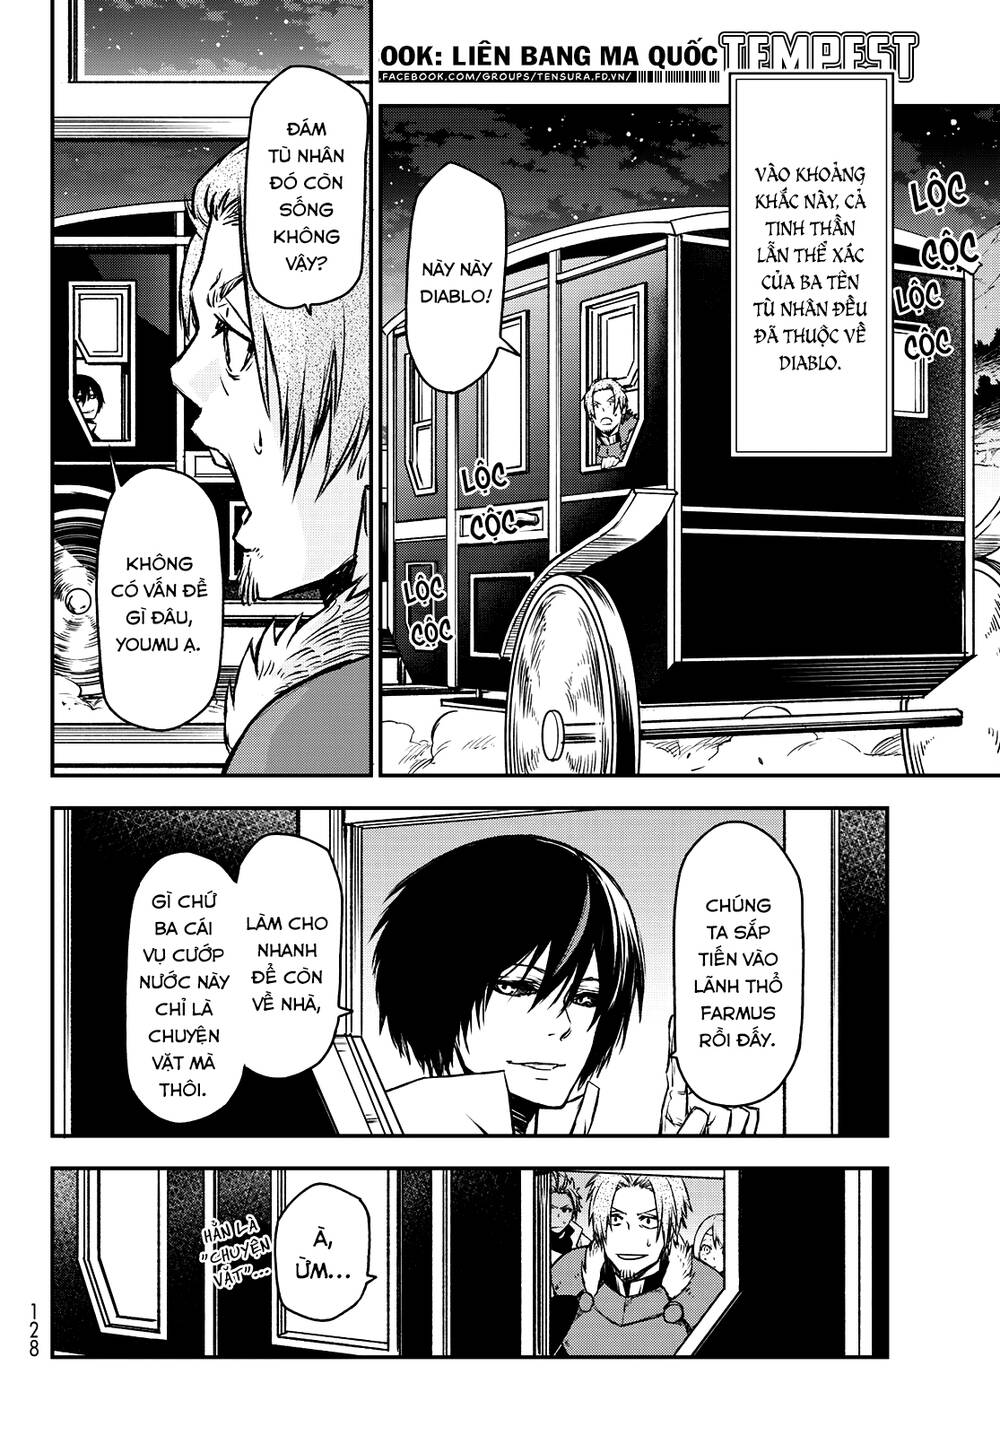 OOK: LIÊN BANG MA QUỐC TEMPEST
.FACEBOOK.COM/GROUPS/TENSURA.FD.VN/
VÀO KHOẢNG
KHẮC NÀY, CẢ
TINH THẦN
LẪN THỂ XÁC
CỦA BA TÊN
TÙ NHÂN ĐỀU
ĐÃ THUỘC VỀ
DIABLO.
LỘC
CỘC
LỘC
CỘC
NÀY NÀY
DIABLO!
LỘC
CỘC
LỘC
CỘC
ĐÁM
TÙ NHÂN
ĐÓ CÒN
SỐNG
KHÔNG
VẬY?
KHÔNG
CÓ VẤN ĐỀ
GÌ ĐÂU,
YOUMU Ạ.
CHÚNG
TA SẮP
TIẾN VÀO
LÃNH THỔ
FARMUS
RỒI ĐẤY.
LÀM CHO
NHANH
ĐỂ CÒN
VỀ NHÀ,
GÌ CHỨ
BA CÁI
VỤ CƯỚP
NƯỚC NÀY
CHỈ LÀ
CHUYỆN
VẶT MÀ
THÔI.
À,
ỪM...
HẲN LÀ
"CHUYỆN
VẶT"...
128